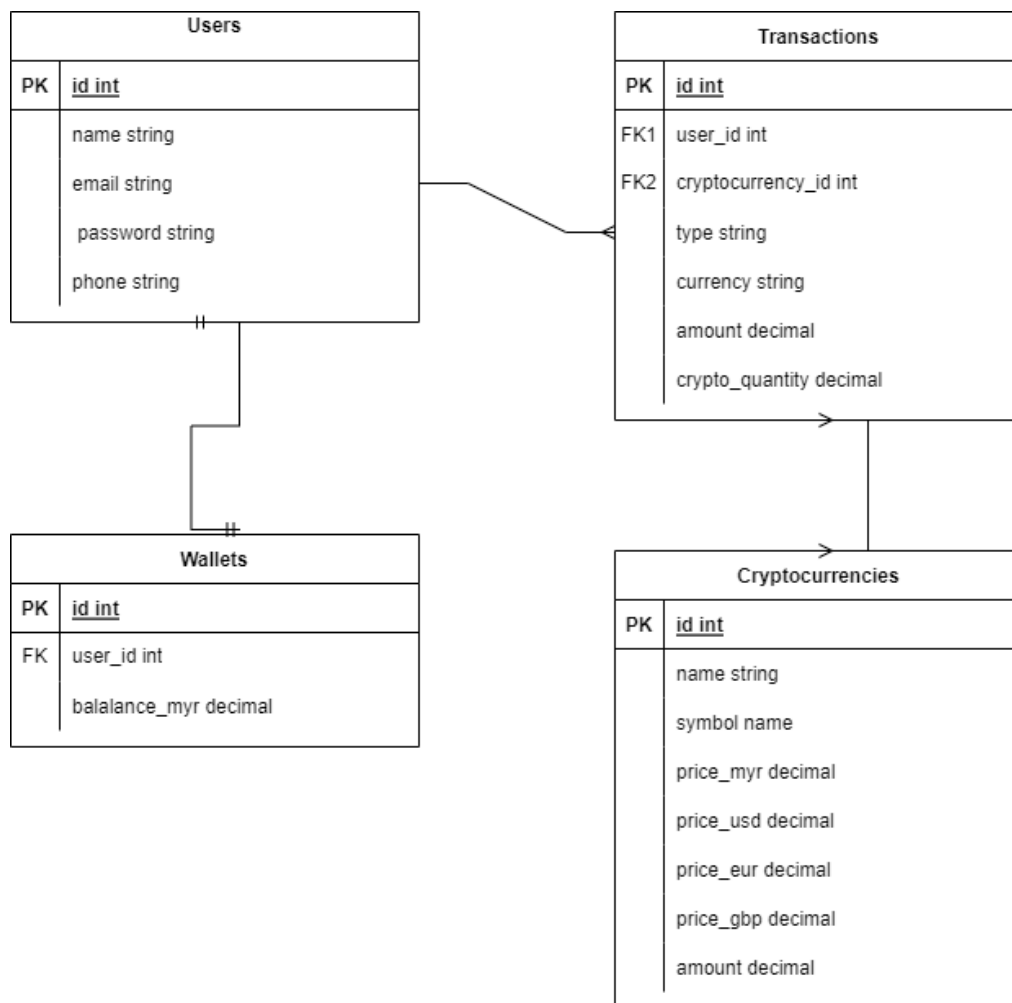 Users
PK id int
name string
email string
password string
phone string
Transactions
PK id int
FK1 user_id int
FK2 cryptocurrency_id int
type string
currency string
amount decimal
crypto_quantity decimal
Wallets
PK id int
FK user_id int
balalance_myr decimal
Cryptocurrencies
PK id int
name string
symbol name
price_myr decimal
price_usd decimal
price_eur decimal
price_gbp decimal
amount decimal